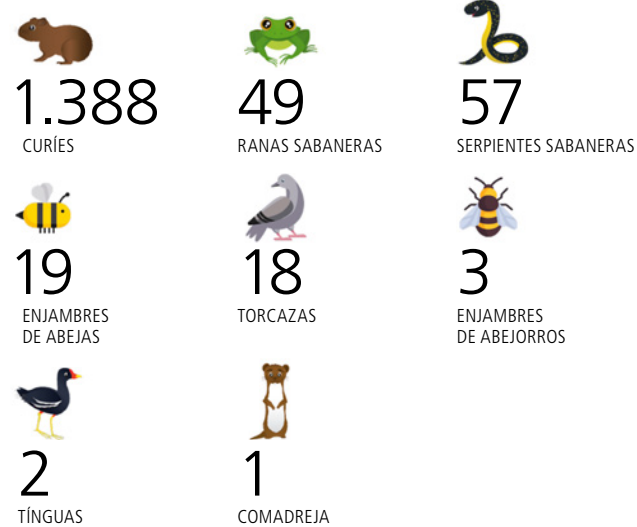 1.388
CURÍES
49
RANAS SABANERAS
57
SERPIENTES SABANERAS
19
ENJAMBRES
DE ABEJAS
18
TORCAZAS
3
ENJAMBRES
DE ABEJORROS
2
TÍNGUAS
1
COMADREJA